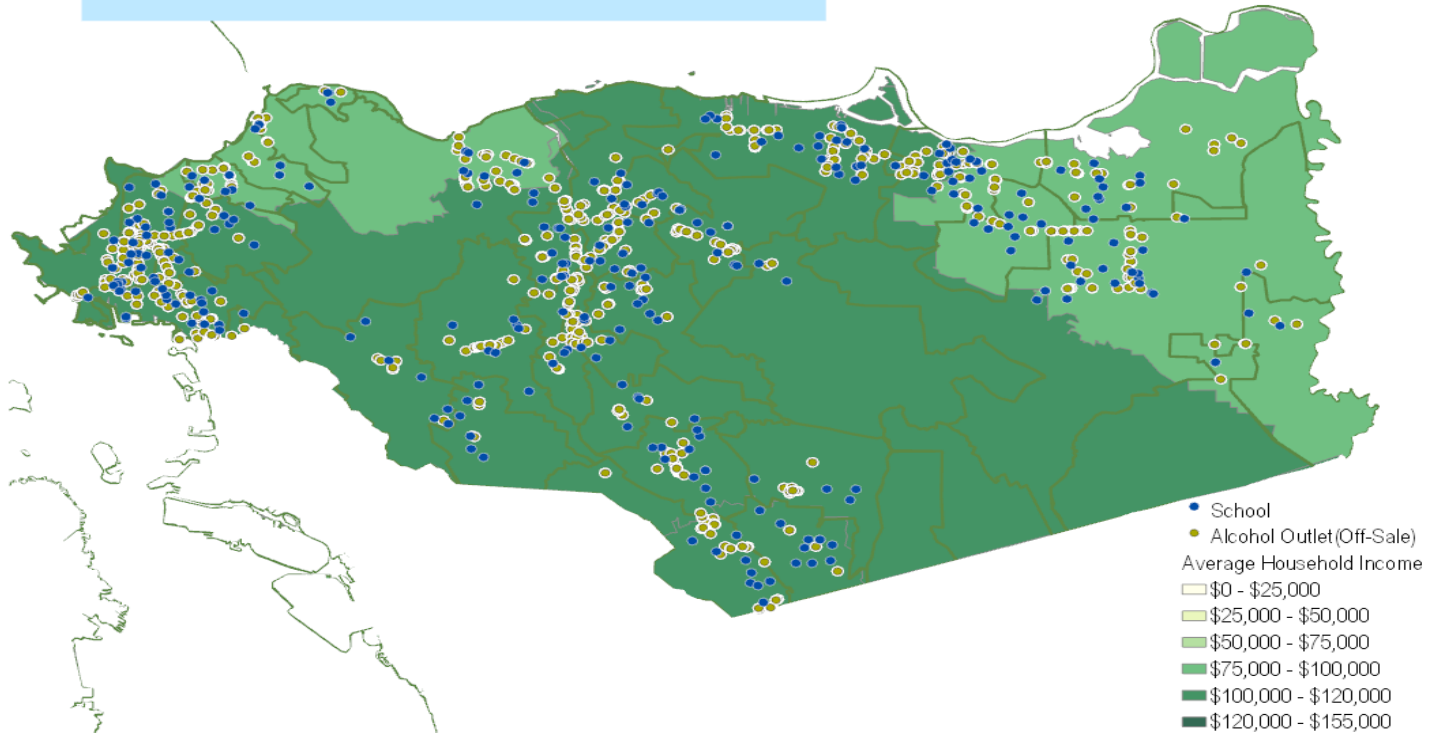 School
Alcohol Outlet(Off-Sale)
Average Household Income
$0 - $25,000
$25,000 - $50,000
$50,000 - $75,000
$75,000 - $100,000
$100,000 - $120,000
$120,000 - $155,000